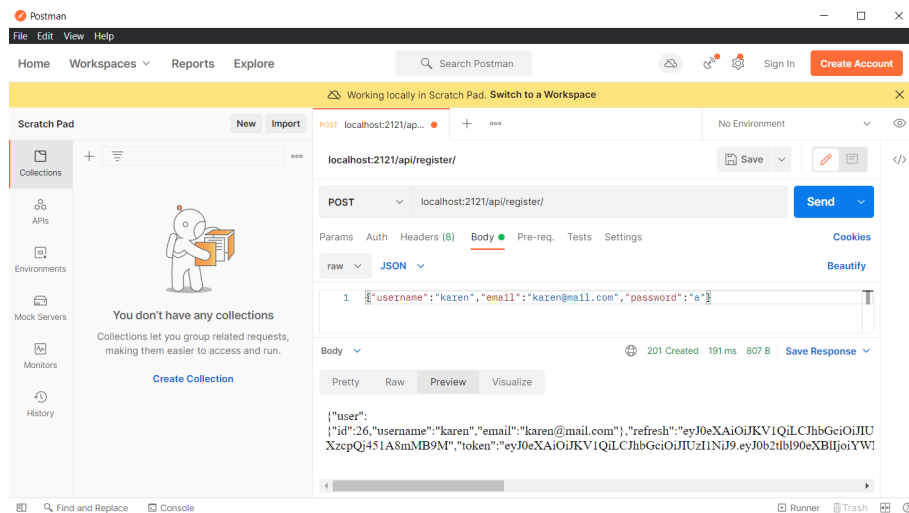 Postman
File Edit View Help
Home Workspaces Reports Explore Search Postman Sign In Create Account
Working locally in Scratch Pad. Switch to a Workspace
Scratch Pad New Import POST localhost:2121/ap... No Environment
Collections
localhost:2121/api/register/ Save
APIs
POST localhost:2121/api/register/ Send
Params Auth Headers (8) Body Pre-req. Tests Settings Cookies
Environments
raw JSON Beautify
1 {"username":"karen","email":"karen@mail.com","password":"a"}
Mock Servers
You don't have any collections
Collections let you group related requests,
making them easier to access and run.
Create Collection
Monitors
History
Body 201 Created 191 ms 807 B Save Response
Pretty Raw Preview Visualize
{"user":
{"id":26,"username":"karen","email":"karen@mail.com"},"refresh":"eyJ0eXAiOiJKV1QiLCJhbGciOiJIU
XzcpQj451A8mMB9M","token":"eyJ0eXAiOiJKV1QiLCJhbGciOiJIUzI1NiJ9.eyJ0b2tlbl90eXBlIjoiYW
Find and Replace Console Runner Trash